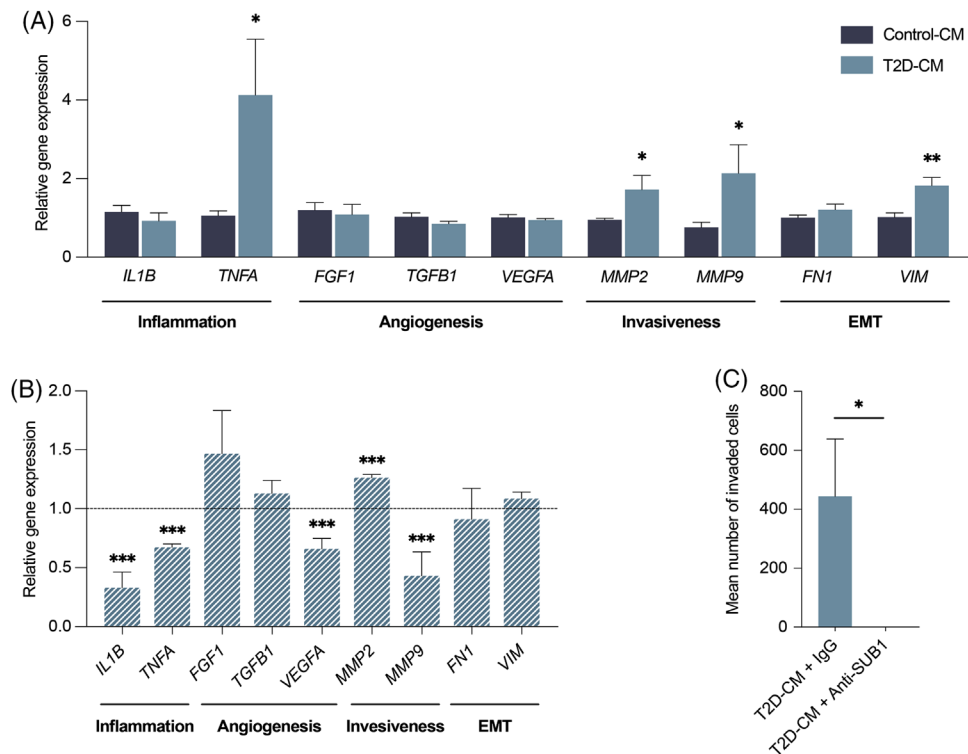 (A)
Relative gene expression
6
4
2
0
*
*
*
**
Control-CM
T2D-CM
IL1B TNFA FGF1 TGFB1 VEGFA MMP2 MMP9 FN1 VIM
Inflammation Angiogenesis Invasiveness EMT
(B)
Relative gene expression
2.0
1.5
1.0
0.5
0.0
***
***
***
***
***
IL1B TNFA FGF1 TGFB1 VEGFA MMP2 MMP9 FN1 VIM
Inflammation Angiogenesis Invesiveness EMT
(C)
Mean number of invaded cells
800
600
400
200
0
*
T2D-CM + IgG
T2D-CM + Anti-SUB1